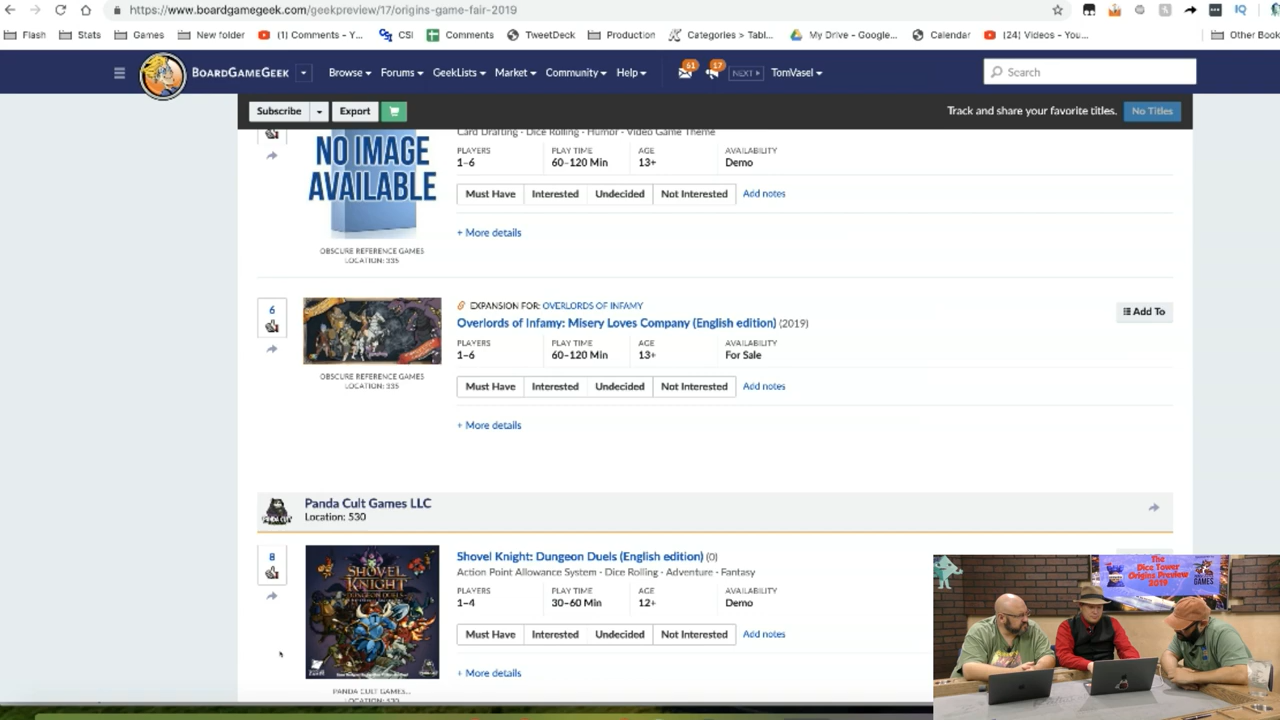 https://www.boardgamegeek.com/geekpreview/17/origins-game-fair-2019
Flash Stats Games New folder (1) Comments - Y... CSI Comments TweetDeck Production Categories > Tabl... My Drive - Google... Calendar (24) Videos - You... Other Book
BOARDGAMEGEEK Browse Forums GeekLists Market Community Help 61 17 NEXT TomVasel Search
Subscribe Export Track and share your favorite titles. No Titles
Card Drafting - Dice Rolling - Humor - Video Game Theme
NO IMAGE
AVAILABLE
PLAYERS PLAY TIME AGE AVAILABILITY
1–6 60–120 Min 13+ Demo
Must Have Interested Undecided Not Interested Add notes
+ More details
OBSCURE REFERENCE GAMES
LOCATION: 335
6
EXPANSION FOR: OVERLORDS OF INFAMY
Overlords of Infamy: Misery Loves Company (English edition) (2019)
Add To
PLAYERS PLAY TIME AGE AVAILABILITY
1–6 60–120 Min 13+ For Sale
OBSCURE REFERENCE GAMES
LOCATION: 335
Must Have Interested Undecided Not Interested Add notes
+ More details
Panda Cult Games LLC
Location: 530
PANDA CULT
8
SHOVEL
KNIGHT
DUNGEON DUELS
Shovel Knight: Dungeon Duels (English edition) (0)
Action Point Allowance System - Dice Rolling - Adventure - Fantasy
PLAYERS PLAY TIME AGE AVAILABILITY
1–4 30–60 Min 12+ Demo
Must Have Interested Undecided Not Interested Add notes
+ More details
PANDA CULT GAMES...
LOCATION: 530
The
Dice Tower
Origins Preview
2019
GAMES